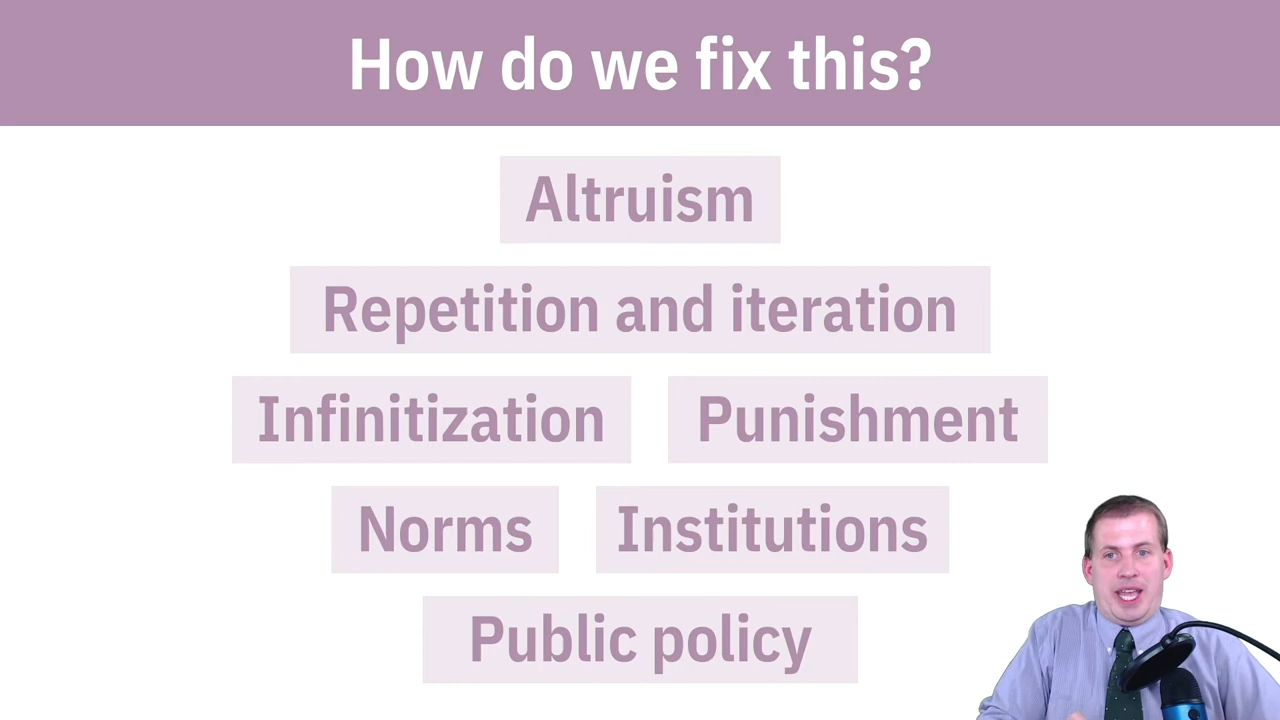 How do we fix this?
Altruism
Repetition and iteration
Infinitization Punishment
Norms Institutions
Public policy